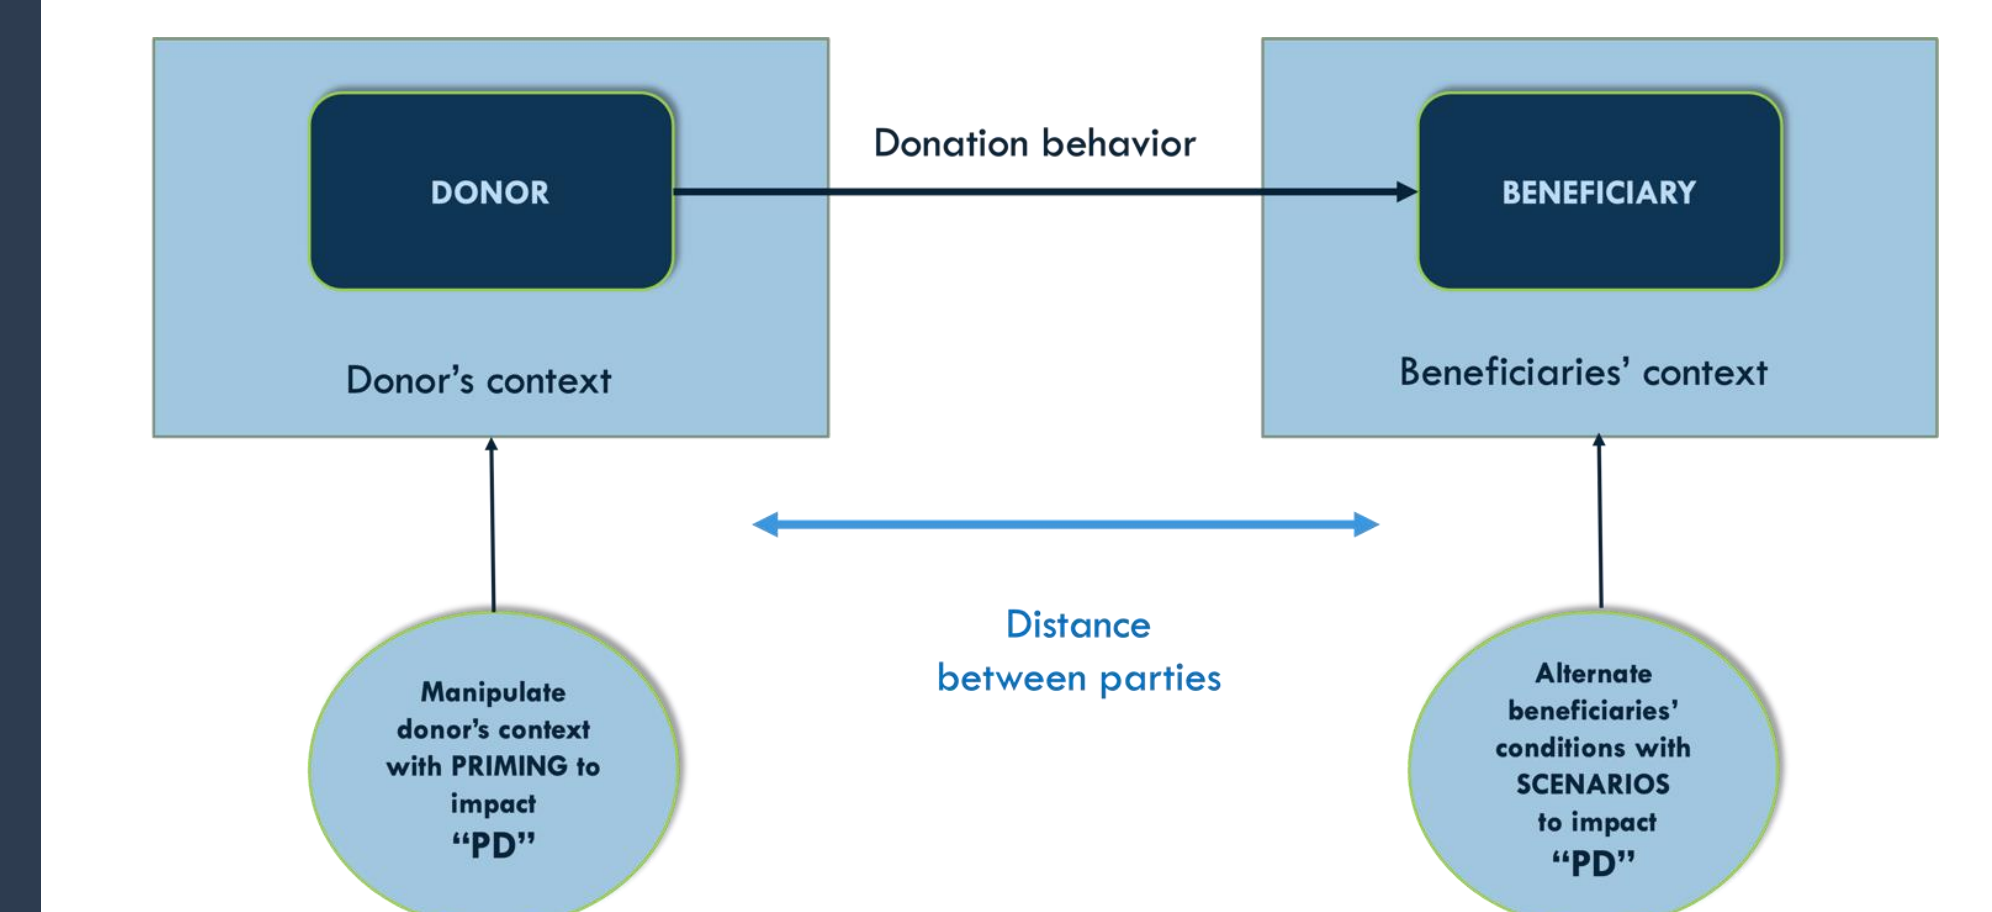 Donation behavior
DONOR
BENEFICIARY
Donor’s context
Beneficiaries’ context
Distance
between parties
Manipulate
donor’s context
with PRIMING to
impact
“PD”
Alternate
beneficiaries’
conditions with
SCENARIOS
to impact
“PD”